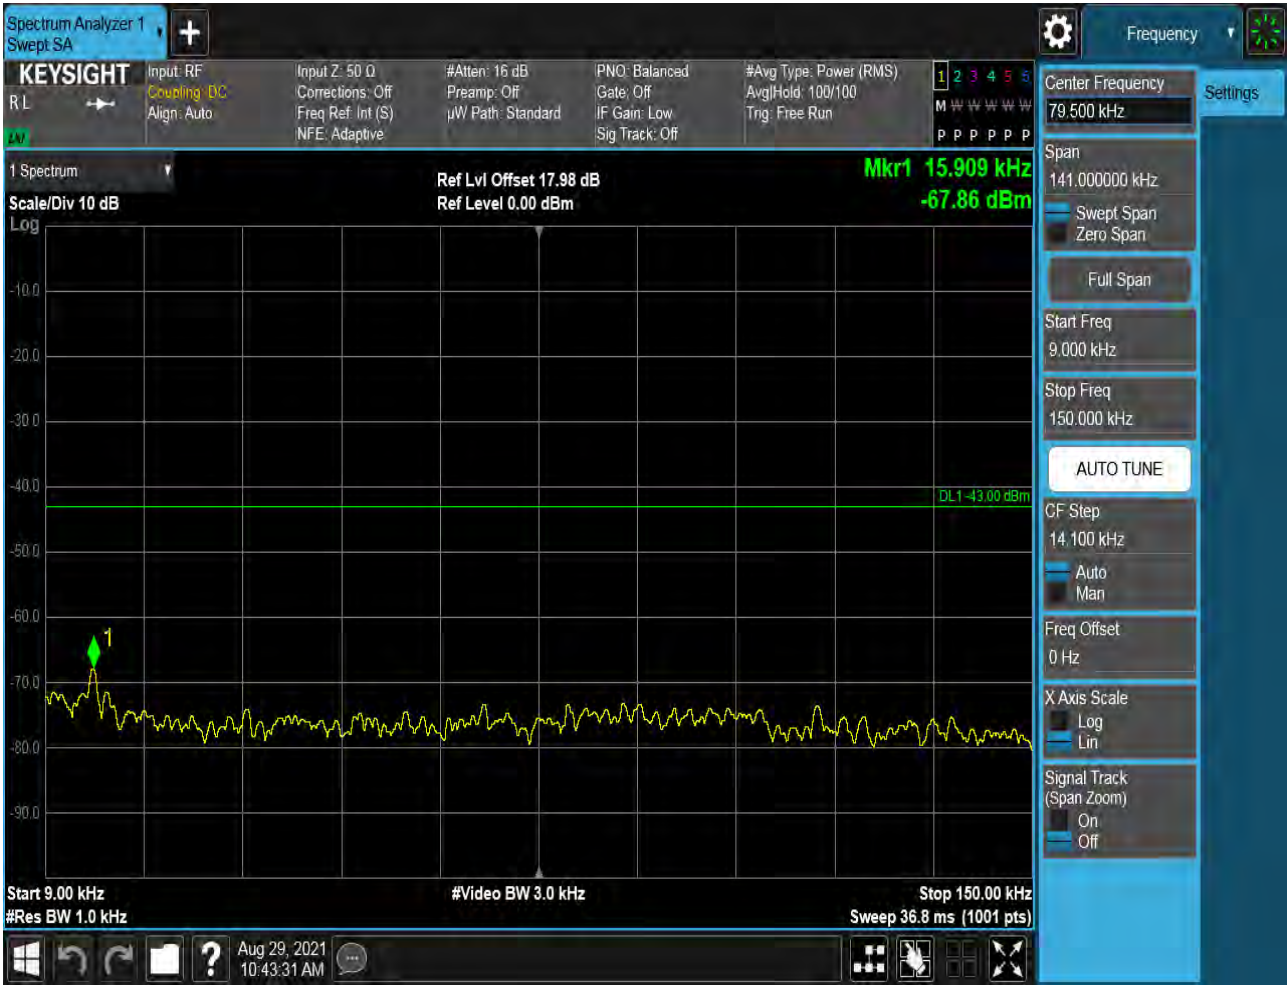 Spectrum Analyzer 1
Swept SA
Frequency
KEYSIGHT
R L
Input: RF
Coupling: DC
Align: Auto
Input Z: 50 Ω
Corrections: Off
Freq Ref: Int (S)
NFE: Adaptive
#Atten: 16 dB
Preamp: Off
µW Path: Standard
PNO: Balanced
Gate: Off
IF Gain: Low
Sig Track: Off
#Avg Type: Power (RMS)
Avg|Hold: 100/100
Trig: Free Run
1 2 3 4 5 6
M W W W W W
P P P P P P
1 Spectrum
Scale/Div 10 dB
Log
Ref Lvl Offset 17.98 dB
Ref Level 0.00 dBm
Mkr1 15.909 kHz
-67.86 dBm
-10.0
-20.0
-30.0
-40.0
DL1 -43.00 dBm
-50.0
-60.0
1
-70.0
-80.0
-90.0
Start 9.00 kHz
#Res BW 1.0 kHz
#Video BW 3.0 kHz
Stop 150.00 kHz
Sweep 36.8 ms (1001 pts)
Aug 29, 2021
10:43:31 AM
Center Frequency
79.500 kHz
Settings
Span
141.000000 kHz
Swept Span
Zero Span
Full Span
Start Freq
9.000 kHz
Stop Freq
150.000 kHz
AUTO TUNE
CF Step
14.100 kHz
Auto
Man
Freq Offset
0 Hz
X Axis Scale
Log
Lin
Signal Track
(Span Zoom)
On
Off